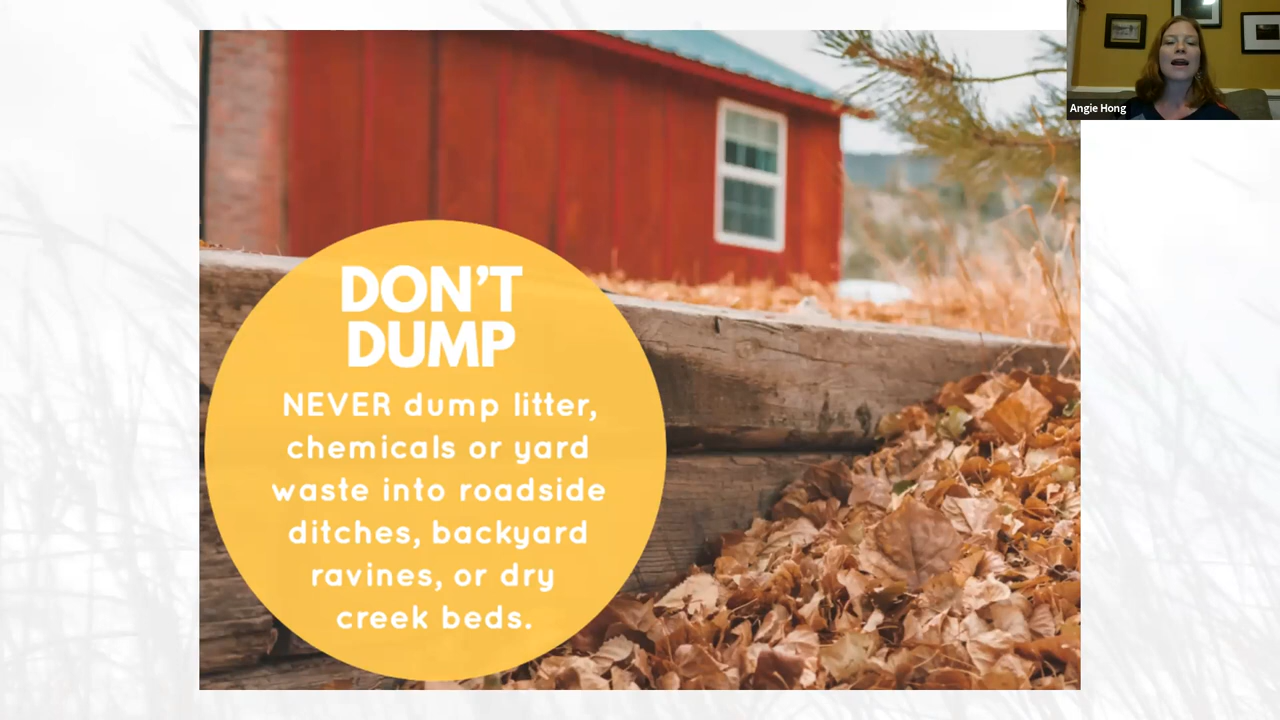 DON'T
DUMP
NEVER dump litter,
chemicals or yard
waste into roadside
ditches, backyard
ravines, or dry
creek beds.
Angie Hong